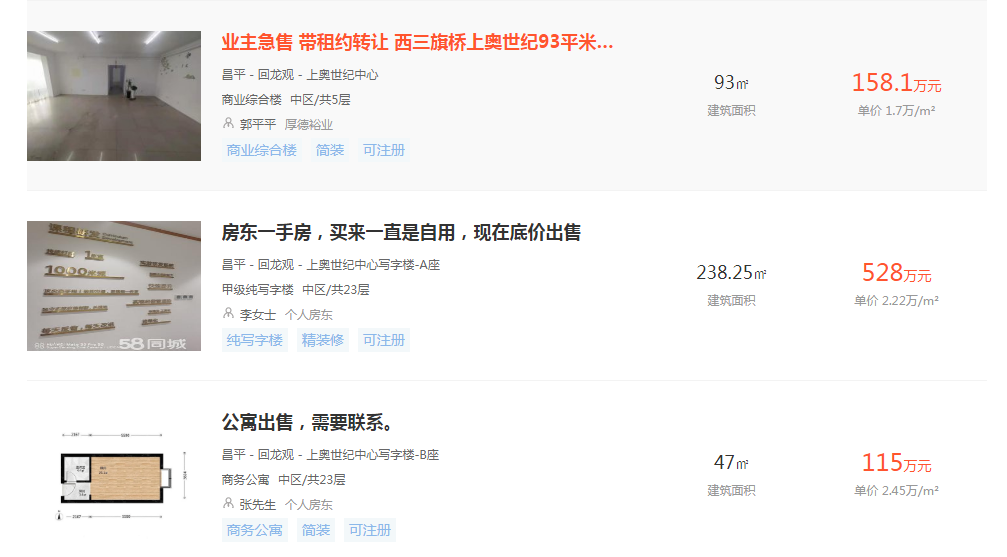 业主急售 带租约转让 西三旗桥上奥世纪93平米...
昌平 - 回龙观 - 上奥世纪中心
商业综合楼 中区/共5层
郭平平 厚德裕业
商业综合楼 简装 可注册
93㎡
建筑面积
158.1万元
单价 1.7万/m²
房东一手房，买来一直是自用，现在底价出售
昌平 - 回龙观 - 上奥世纪中心写字楼-A座
甲级纯写字楼 中区/共23层
李女士 个人房东
纯写字楼 精装修 可注册
58同城
238.25㎡
建筑面积
528万元
单价 2.22万/m²
公寓出售，需要联系。
昌平 - 回龙观 - 上奥世纪中心写字楼-B座
商务公寓 中区/共23层
张先生 个人房东
商务公寓 简装 可注册
47㎡
建筑面积
115万元
单价 2.45万/m²